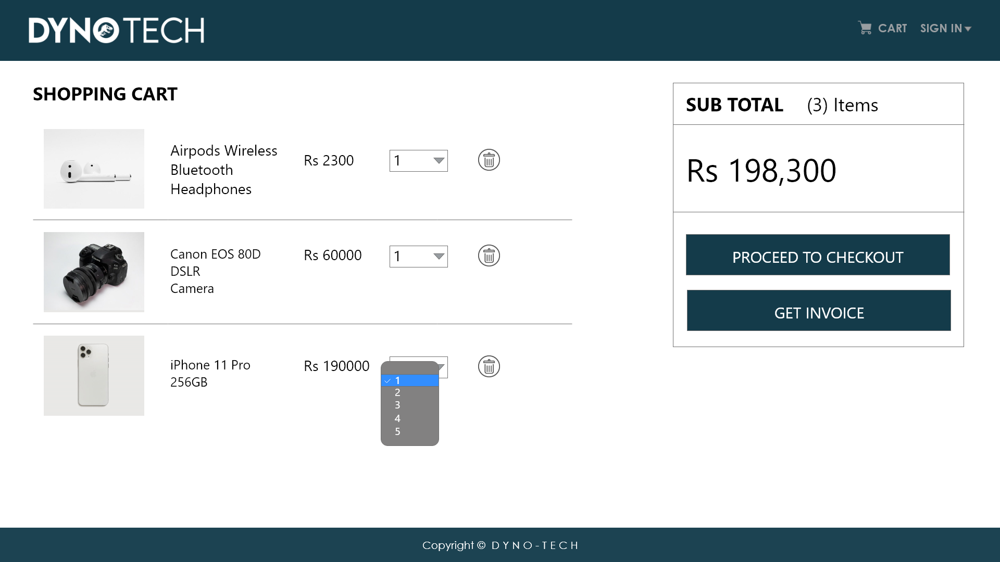 DYNOTECH
CART
SIGN IN
SHOPPING CART
Airpods Wireless
Bluetooth
Headphones
Rs 2300
1
Canon EOS 80D
DSLR
Camera
Rs 60000
1
iPhone 11 Pro
256GB
Rs 190000
1
2
3
4
5
SUB TOTAL (3) Items
Rs 198,300
PROCEED TO CHECKOUT
GET INVOICE
Copyright © DYNO-TECH